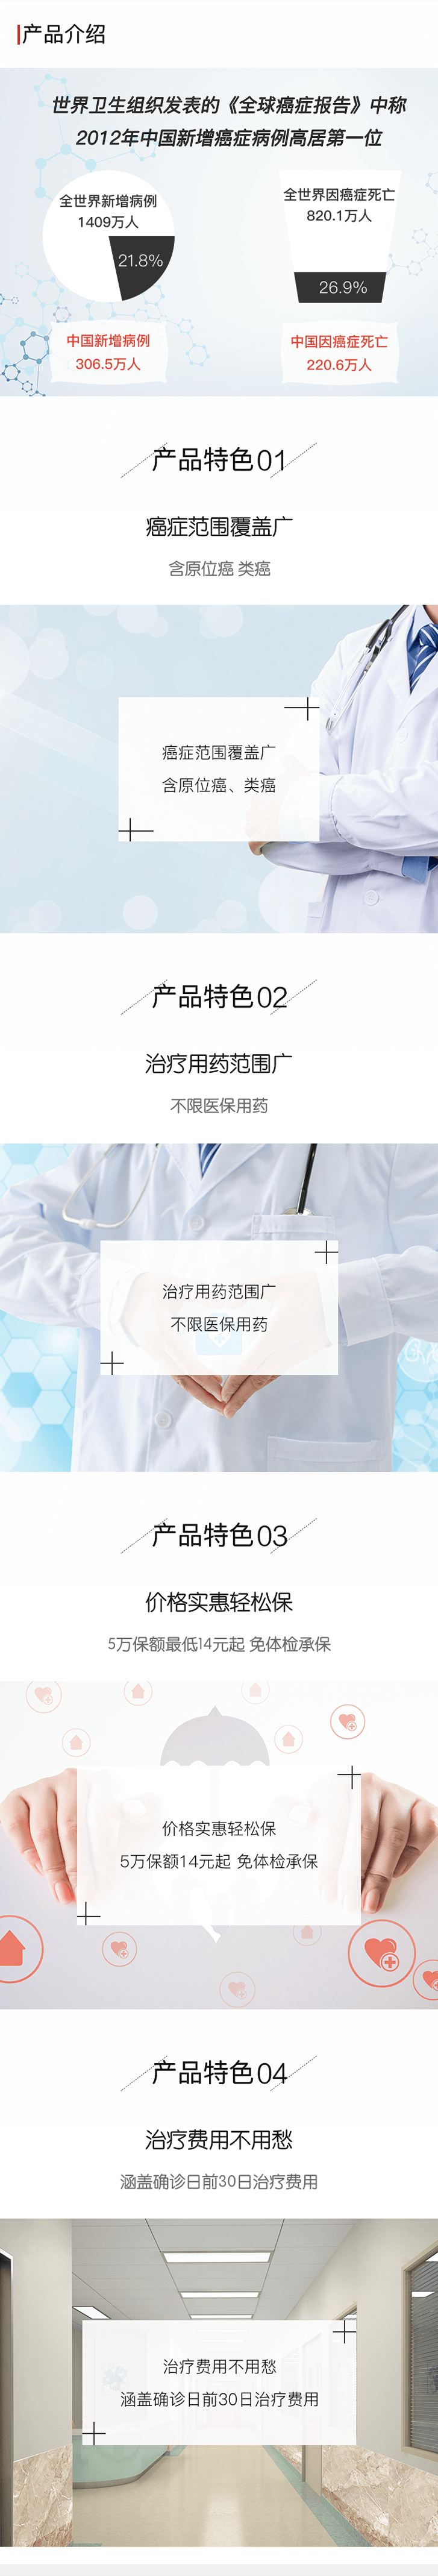 产品介绍
世界卫生组织发表的《全球癌症报告》中称
2012年中国新增癌症病例高居第一位
全世界新增病例
1409万人
21.8%
中国新增病例
306.5万人
全世界因癌症死亡
820.1万人
26.9%
中国因癌症死亡
220.6万人
产品特色01
癌症范围覆盖广
含原位癌 类癌
癌症范围覆盖广
含原位癌、类癌
产品特色02
治疗用药范围广
不限医保用药
治疗用药范围广
不限医保用药
产品特色03
价格实惠轻松保
5万保额最低14元起 免体检承保
价格实惠轻松保
5万保额14元起 免体检承保
产品特色04
治疗费用不用愁
涵盖确诊日前30日治疗费用
治疗费用不用愁
涵盖确诊日前30日治疗费用